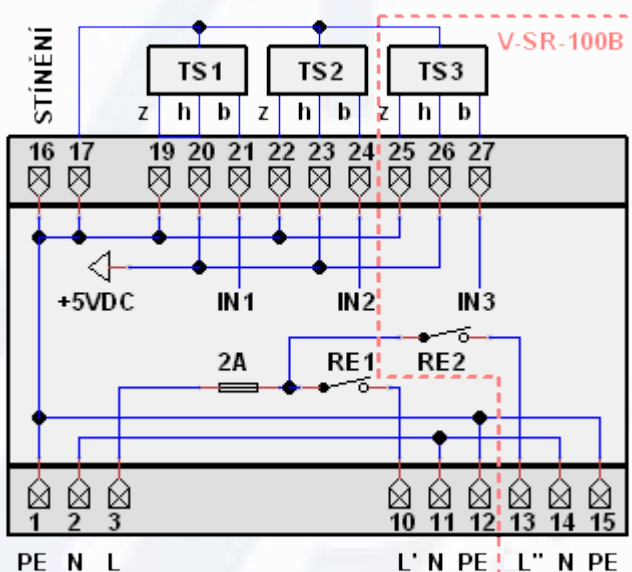 V-SR-100B
STÍNĚNÍ
TS1 TS2 TS3
z h b z h b z h b
16 17 19 20 21 22 23 24 25 26 27
+5VDC IN1 IN2 IN3
2A RE1 RE2
1 2 3 10 11 12 13 14 15
PE N L L' N PE L" N PE